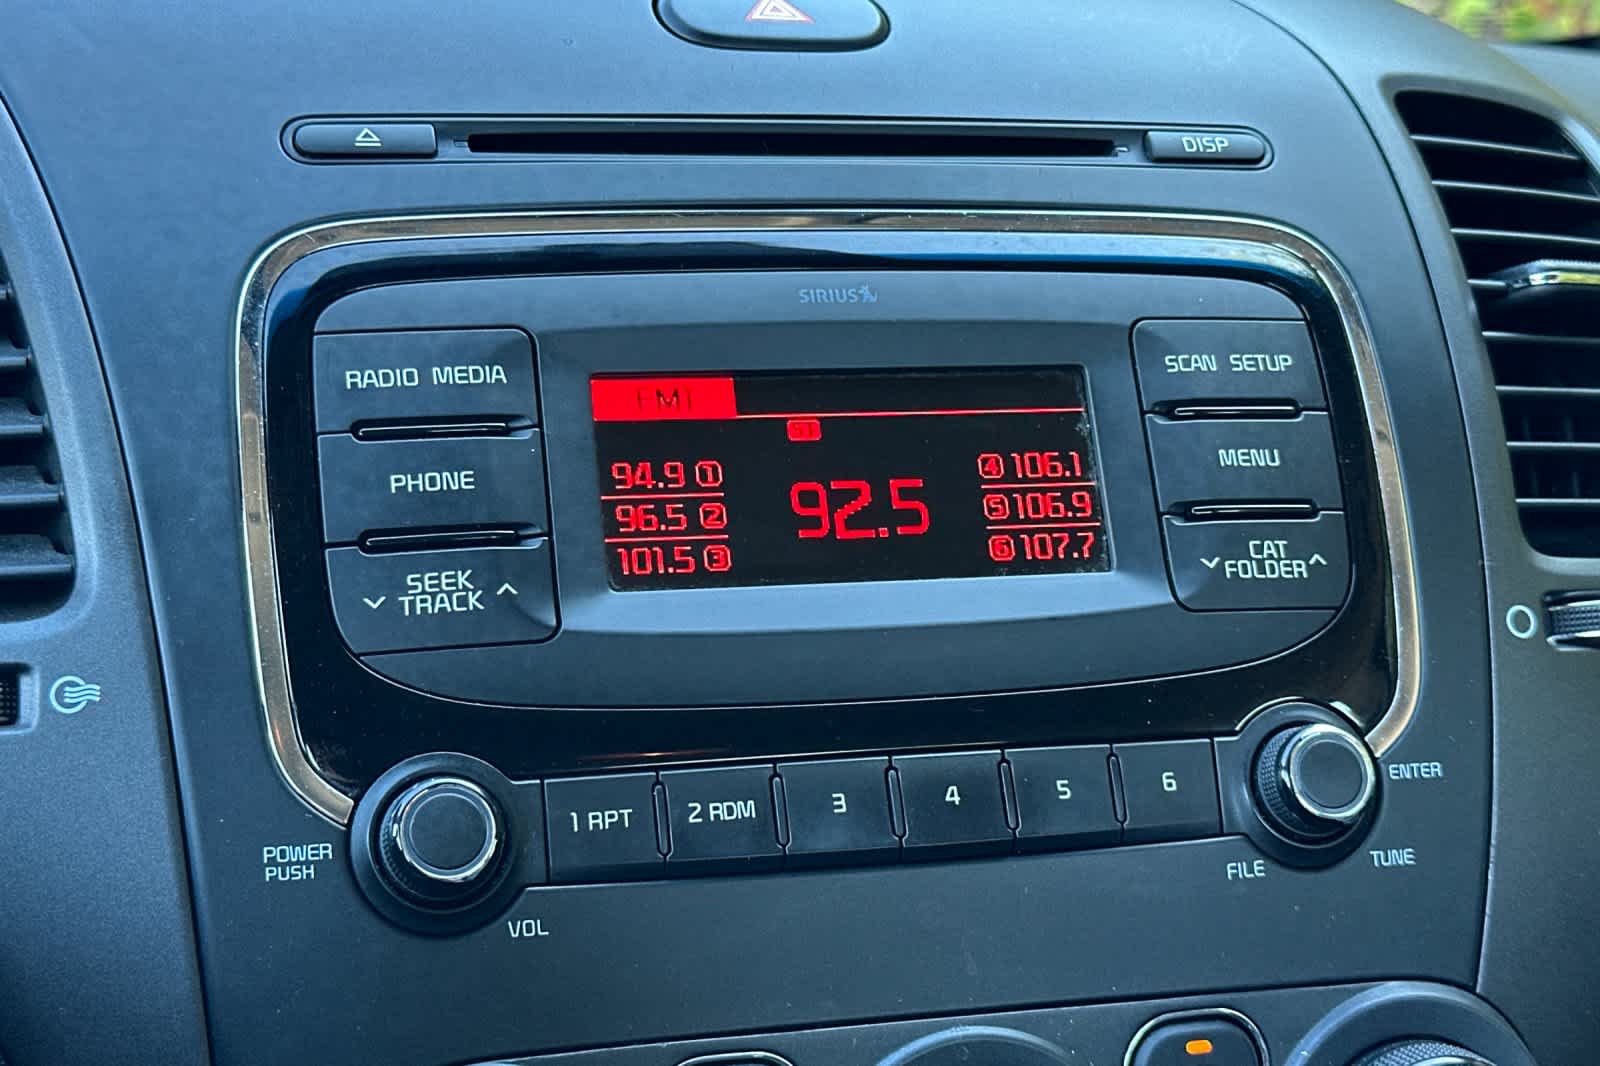 DISP
SIRIUS
RADIO MEDIA
PHONE
SEEK
TRACK
FM1
ST
94.9 1
96.5 2
101.5 3
92.5
4 106.1
5 106.9
6 107.7
SCAN SETUP
MENU
CAT
FOLDER
POWER
PUSH
VOL
1 RPT
2 RDM
3
4
5
6
ENTER
FILE
TUNE